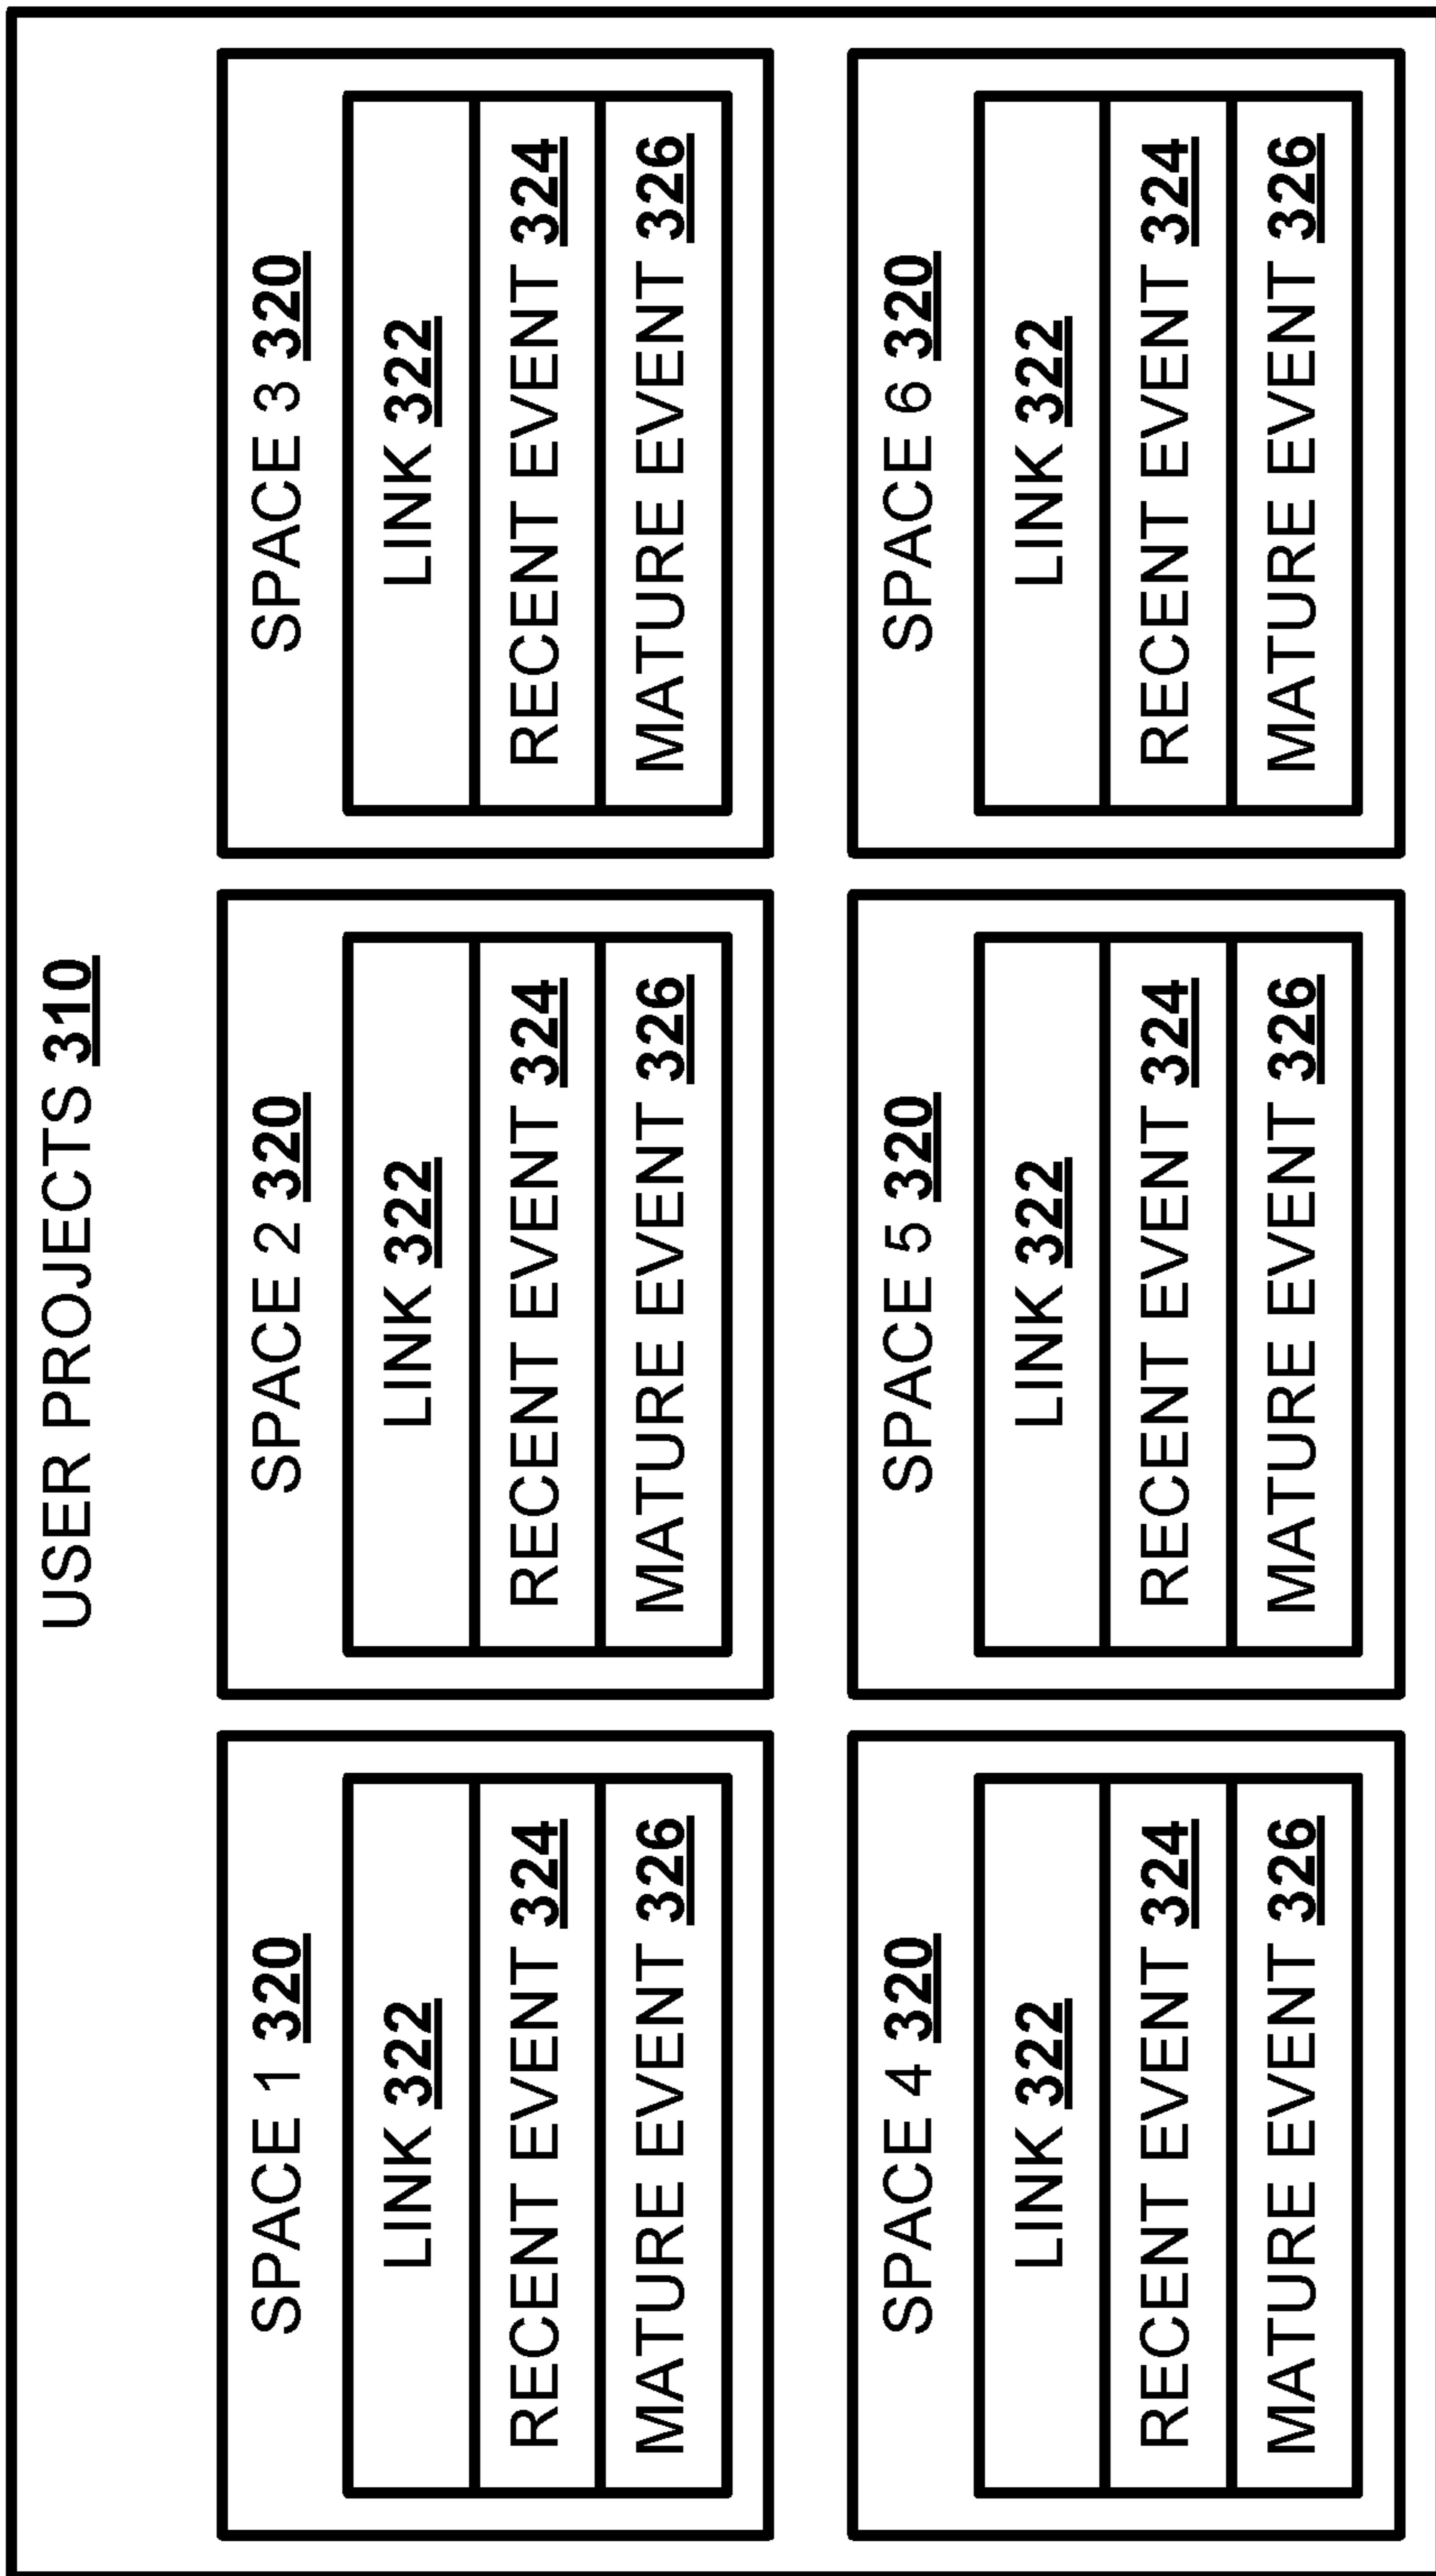 USER PROJECTS 310
SPACE 1 320
LINK 322
RECENT EVENT 324
MATURE EVENT 326
SPACE 2 320
LINK 322
RECENT EVENT 324
MATURE EVENT 326
SPACE 3 320
LINK 322
RECENT EVENT 324
MATURE EVENT 326
SPACE 4 320
LINK 322
RECENT EVENT 324
MATURE EVENT 326
SPACE 5 320
LINK 322
RECENT EVENT 324
MATURE EVENT 326
SPACE 6 320
LINK 322
RECENT EVENT 324
MATURE EVENT 326